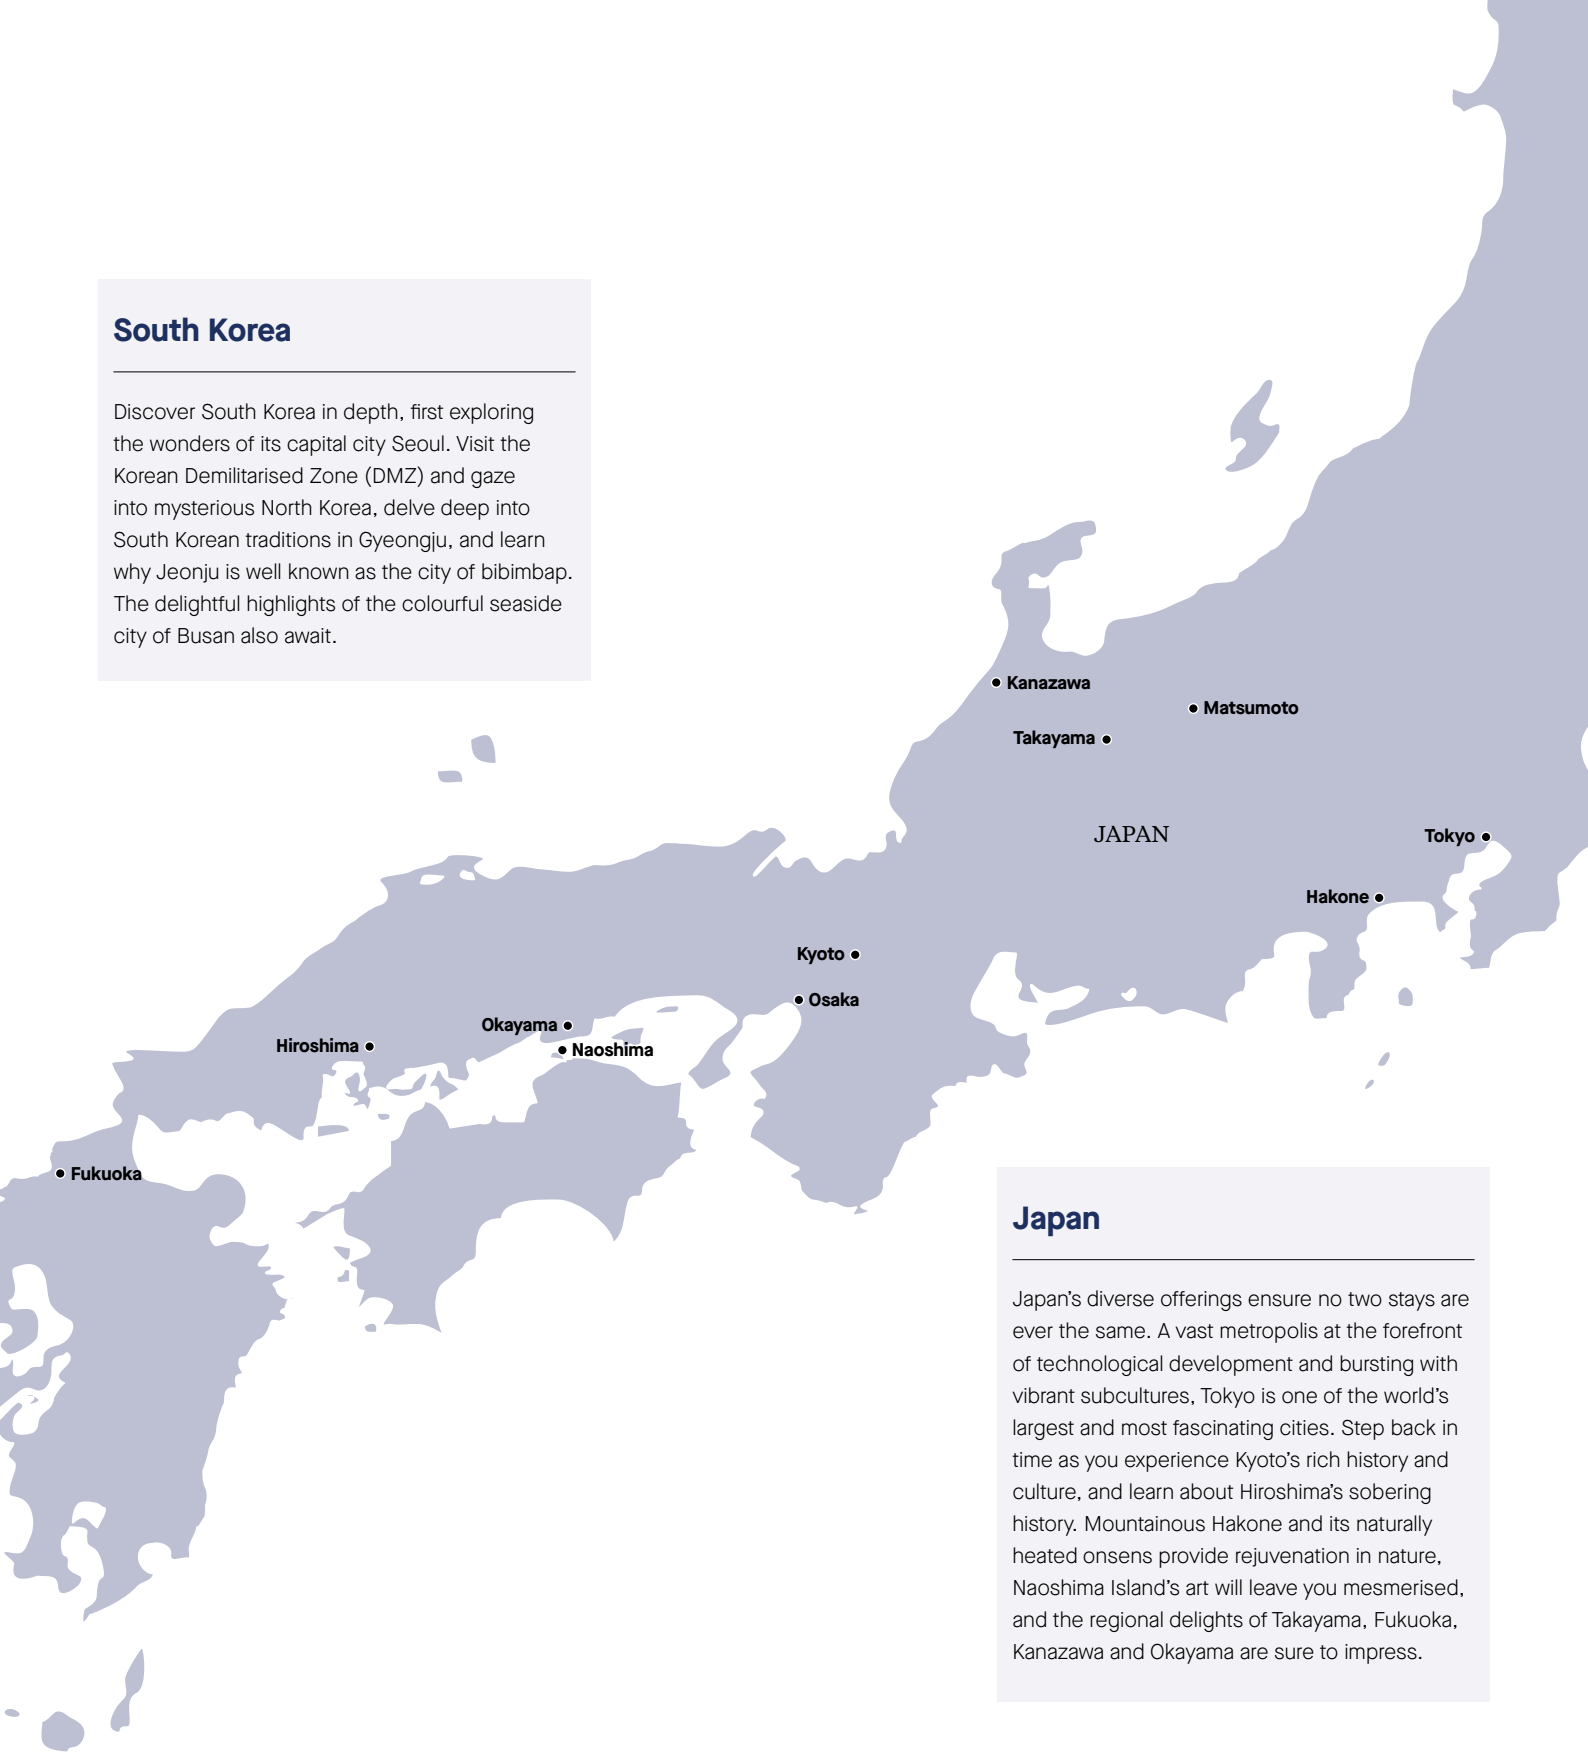 South Korea
Discover South Korea in depth, first exploring
the wonders of its capital city Seoul. Visit the
Korean Demilitarised Zone (DMZ) and gaze
into mysterious North Korea, delve deep into
South Korean traditions in Gyeongju, and learn
why Jeonju is well known as the city of bibimbap.
The delightful highlights of the colourful seaside
city of Busan also await.
Kanazawa
Matsumoto
Takayama
JAPAN
Tokyo
Hakone
Kyoto
Osaka
Okayama
Hiroshima
Naoshima
Fukuoka
Japan
Japan's diverse offerings ensure no two stays are
ever the same. A vast metropolis at the forefront
of technological development and bursting with
vibrant subcultures, Tokyo is one of the world's
largest and most fascinating cities. Step back in
time as you experience Kyoto's rich history and
culture, and learn about Hiroshima's sobering
history. Mountainous Hakone and its naturally
heated onsens provide rejuvenation in nature,
Naoshima Island's art will leave you mesmerised,
and the regional delights of Takayama, Fukuoka,
Kanazawa and Okayama are sure to impress.